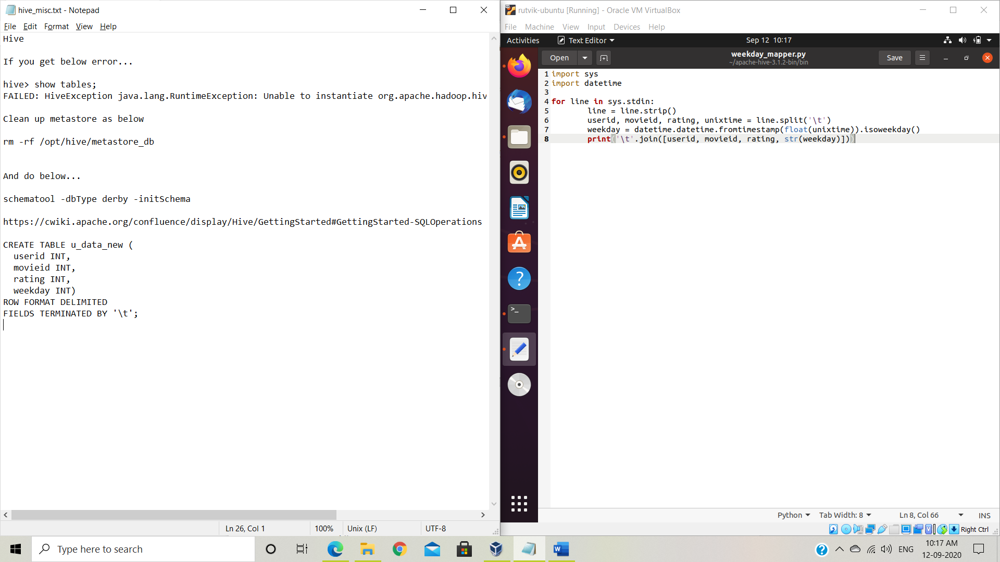 hive_misc.txt - Notepad
File Edit Format View Help
Hive
If you get below error...
hive> show tables;
FAILED: HiveException java.lang.RuntimeException: Unable to instantiate org.apache.hadoop.hiv
Clean up metastore as below
rm -rf /opt/hive/metastore_db
And do below...
schematool -dbType derby -initSchema
https://cwiki.apache.org/confluence/display/Hive/GettingStarted#GettingStarted-SQLOperations
CREATE TABLE u_data_new (
  userid INT,
  movieid INT,
  rating INT,
  weekday INT)
ROW FORMAT DELIMITED
FIELDS TERMINATED BY '\t';
Ln 26, Col 1 100% Unix (LF) UTF-8
rutvik-ubuntu [Running] - Oracle VM VirtualBox
File Machine View Input Devices Help
Activities Text Editor Sep 12 10:17
Open weekday_mapper.py Save
~/apache-hive-3.1.2-bin/bin
1 import sys
2 import datetime
3
4 for line in sys.stdin:
5 line = line.strip()
6 userid, movieid, rating, unixtime = line.split('\t')
7 weekday = datetime.datetime.fromtimestamp(float(unixtime)).isoweekday()
8 print('\t'.join([userid, movieid, rating, str(weekday)]))
Python Tab Width: 8 Ln 8, Col 66 INS
Right Ctrl
Type here to search
ENG 10:17 AM
12-09-2020